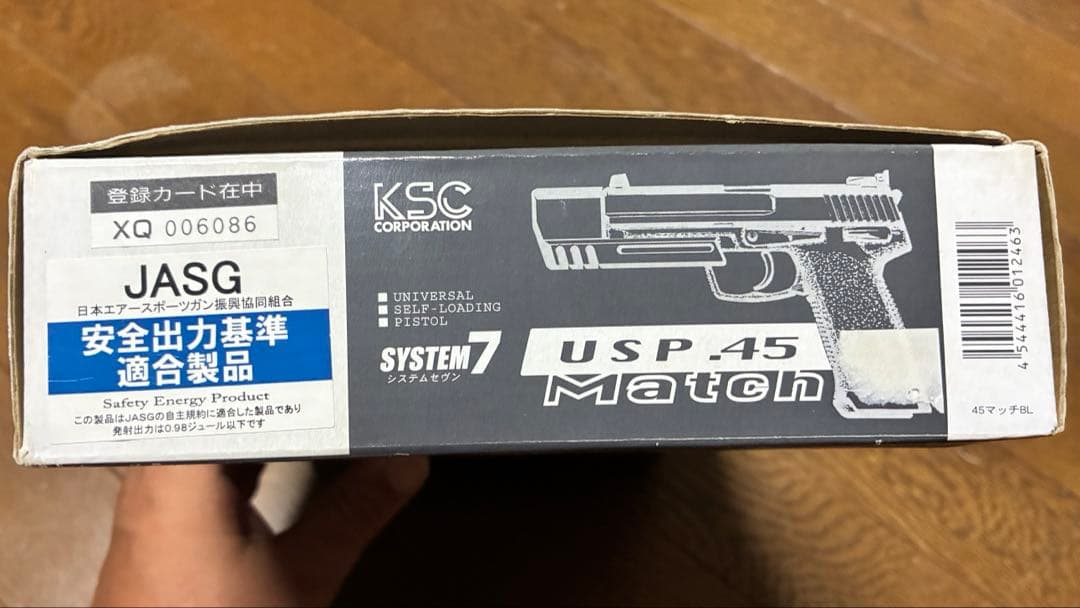 登録カード在中
XQ 006086
JASG
日本エアースポーツガン振興協同組合
安全出力基準
適合製品
Safety Energy Product
この製品はJASGの自主規約に適合した製品であり
発射出力は0.98ジュール以下です
KSC
CORPORATION
UNIVERSAL
SELF-LOADING
PISTOL
SYSTEM7
システムセヴン
USP.45
Match
4 544416 012463
45マッチBL